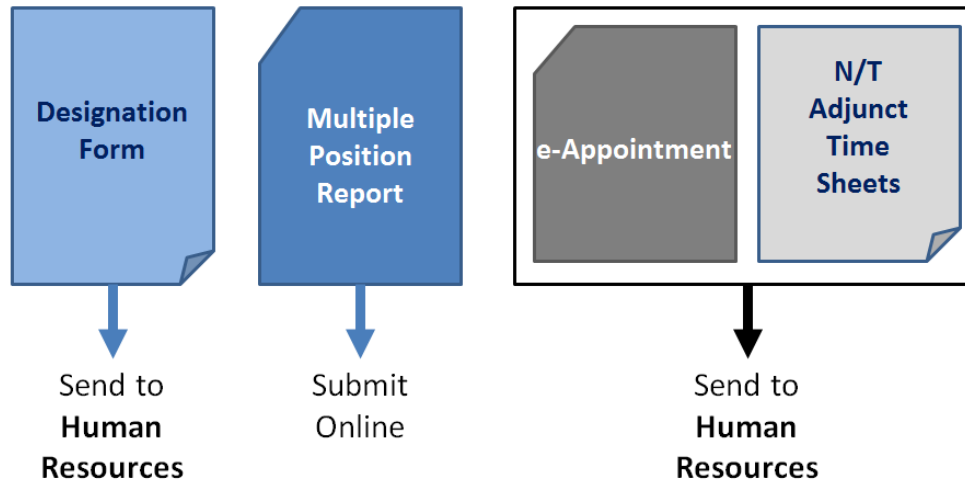 Designation
Form
Multiple
Position
Report
e-Appointment
N/T
Adjunct
Time
Sheets
Send to
Human
Resources
Submit
Online
Send to
Human
Resources